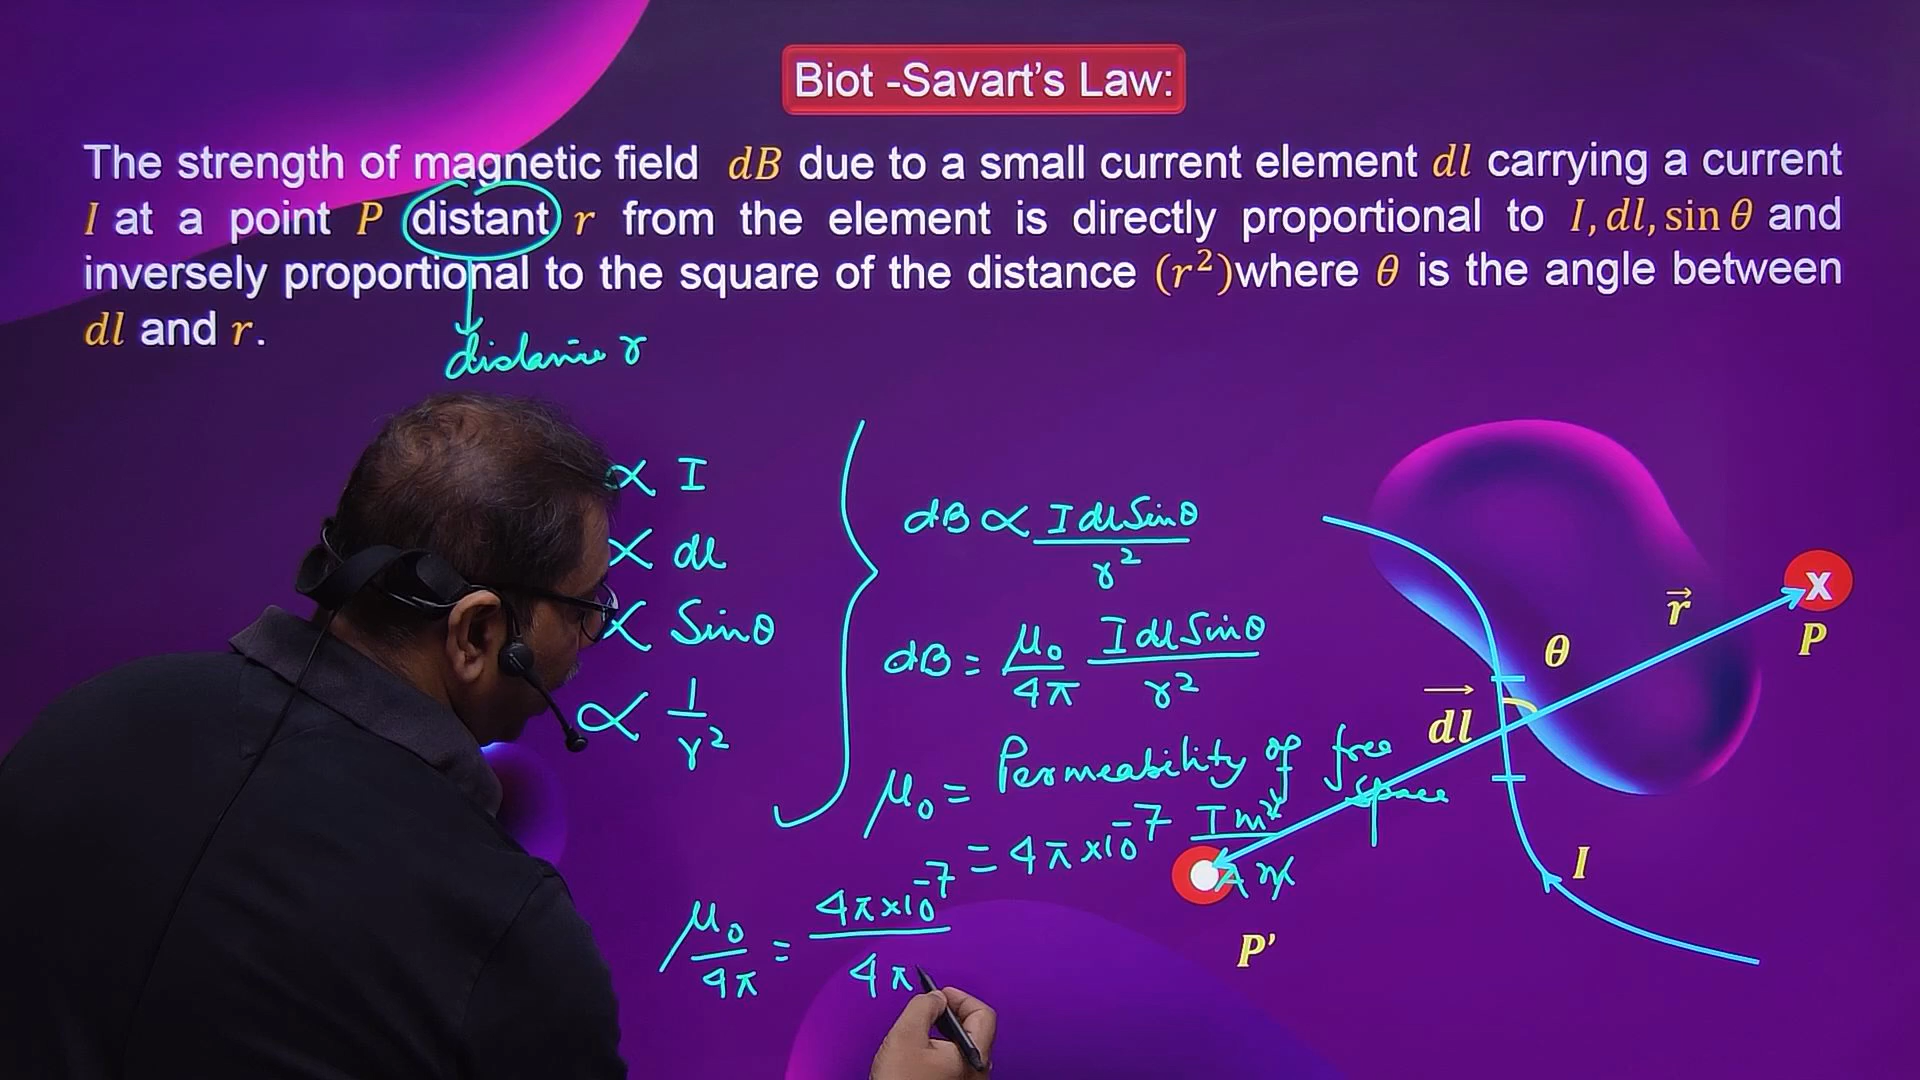 Biot -Savart's Law:
The strength of magnetic field dB due to a small current element dl carrying a current
I at a point P distant r from the element is directly proportional to I, dl, sin θ and
inversely proportional to the square of the distance (r²)where θ is the angle between
dl and r.
distance r
∝ I
∝ dl
∝ Sinθ
∝ 1/r²
dB ∝ I dl Sinθ / r²
dB = μ₀/4π I dl Sinθ / r²
μ₀ = Permeability of free
space
= 4π×10⁻⁷
μ₀/4π = 4π×10⁻⁷/4π
x
P
r⃗
θ
dl
I
P'